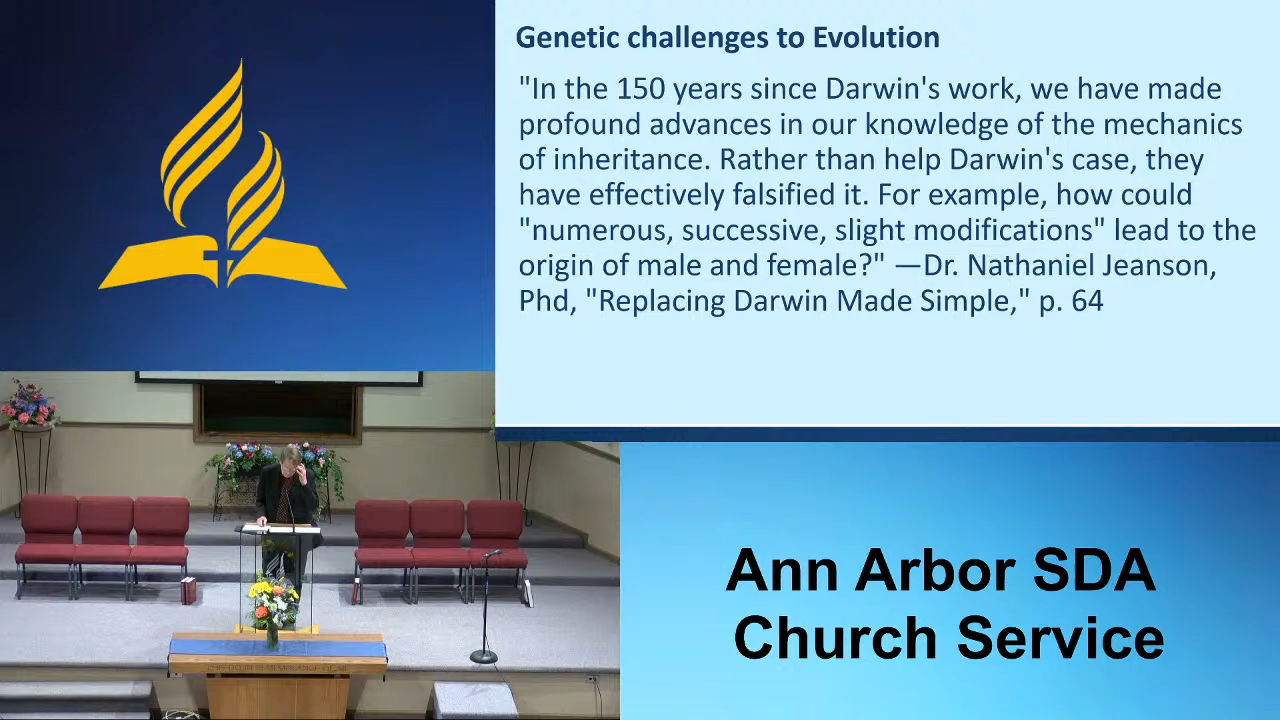 Genetic challenges to Evolution
"In the 150 years since Darwin's work, we have made
profound advances in our knowledge of the mechanics
of inheritance. Rather than help Darwin's case, they
have effectively falsified it. For example, how could
"numerous, successive, slight modifications" lead to the
origin of male and female?" —Dr. Nathaniel Jeanson,
Phd, "Replacing Darwin Made Simple," p. 64
Ann Arbor SDA
Church Service